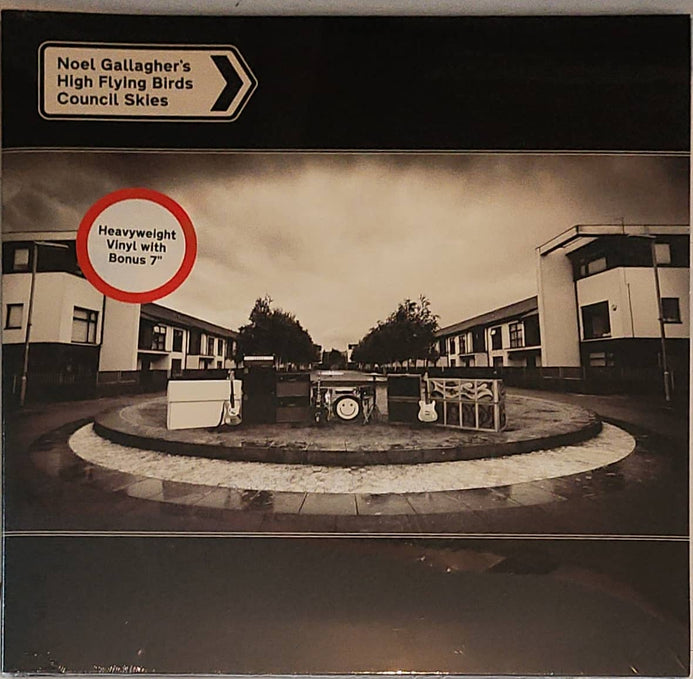 Noel Gallagher's
High Flying Birds
Council Skies
Heavyweight
Vinyl with
Bonus 7"